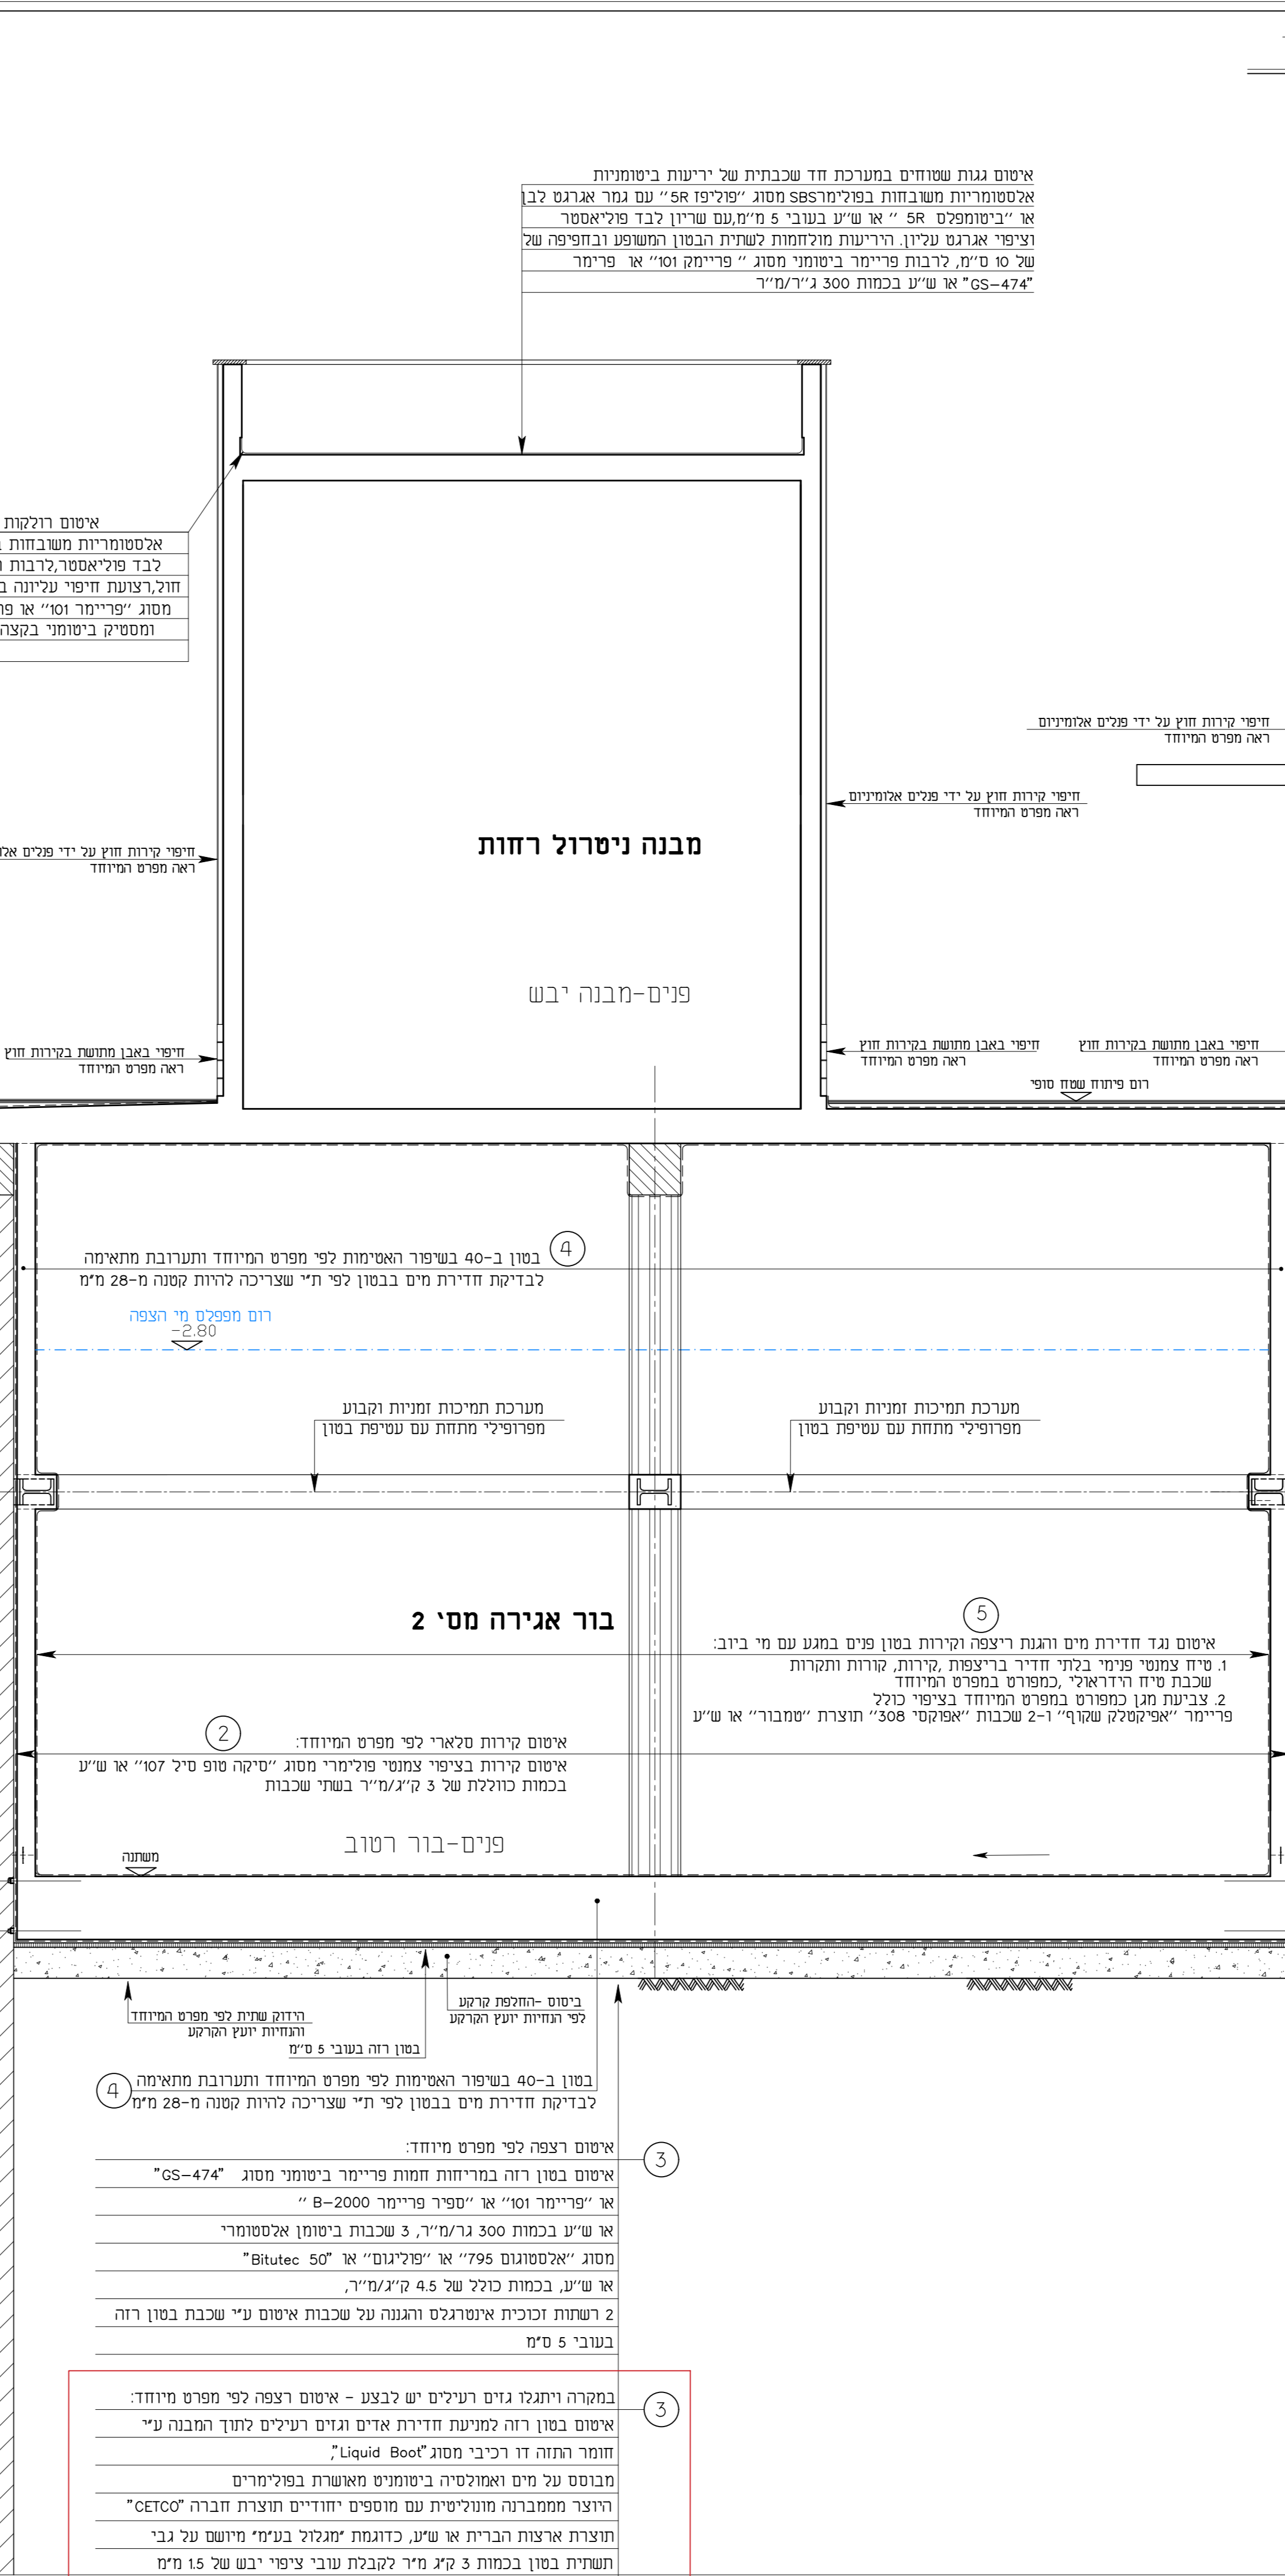 איטום גגות שטוחים במערכת חד שכבתית של יריעות ביטומניות
אלסטומריות משובחות בפולימרSBS מסוג ״פוליפז 5R״ עם גמר אגרגט לבן
או ״ביטומפלס 5R ״ או ש״ע בעובי 5 מ״מ,עם שריון לבד פוליאסטר
וציפוי אגרגט עליון. היריעות מולחמות לשתית הבטון המשופע ובחפיפה של
של 10 ס״מ, לרבות פריימר ביטומני מסוג ״ פריימק 101״ או פרימר
"GS-474" או ש״ע בכמות 300 ג״ר/מ״ר
איטום רולקות
אלסטומריות משובחות
לבד פוליאסטר,לרבות
חול,רצועת חיפוי עליונה
מסוג ״פריימר 101״ או
ומסטיק ביטומני בקצה
חיפוי קירות חוץ על ידי פנלים אלומיניום
ראה מפרט המיוחד
חיפוי קירות חוץ על ידי פנלים אלומיניום
ראה מפרט המיוחד
מבנה ניטרול רחות
חיפוי קירות חוץ על ידי פנלים
ראה מפרט המיוחד
פנים-מבנה יבש
חיפוי באבן מתועשת בקירות חוץ
ראה מפרט המיוחד
חיפוי באבן מתועשת בקירות חוץ
ראה מפרט המיוחד
חיפוי באבן מתועשת בקירות חוץ
ראה מפרט המיוחד
רום פיתוח שטח סופי
4
בטון ב-40 בשיפור האטימות לפי מפרט המיוחד ותערובת מתאימה
לבדיקת חדירת מים בבטון לפי ת״י שצריכה להיות קטנה מ-28 מ״מ
רום מפפלס מי הצפה
-2.80
מערכת תמיכות זמניות וקבוע
מפרופילי מתחת עם עטיפת בטון
מערכת תמיכות זמניות וקבוע
מפרופילי מתחת עם עטיפת בטון
בור אגירה מס׳ 2
5
איטום נגד חדירת מים והגנת ריצפה וקירות בטון פנים במגע עם מי ביוב:
1. טיח צמנטי פנימי בלתי חדיר בריצפות ,קירות, קורות ותקרות
שכבת טיח הידראולי ,כמפורט במפרט המיוחד
2. צביעת מגן כמפורט במפרט המיוחד בציפוי כולל
פריימר ״אפיקטלק שקוף״ ו-2 שכבות ״אפוקסי 308״ תוצרת ״טמבור״ או ש״ע
2
איטום קירות סלארי לפי מפרט המיוחד:
איטום קירות בציפוי צמנטי פולימרי מסוג ״סיקה טופ סיל 107״ או ש״ע
בכמות כווללת של 3 ק״ג/מ״ר בשתי שכבות
פנים-בור רטוב
משתנה
ביסוס -החלפת קרקע
לפי הנחיות יועץ הקרקע
הידוק שתית לפי מפרט המיוחד
והנחיות יועץ הקרקע
בטון רזה בעובי 5 ס״מ
בטון ב-40 בשיפור האטימות לפי מפרט המיוחד ותערובת מתאימה
4
לבדיקת חדירת מים בבטון לפי ת״י שצריכה להיות קטנה מ-28 מ״מ
איטום רצפה לפי מפרט מיוחד:
3
איטום בטון רזה במריחות חמות פריימר ביטומני מסוג "GS-474"
או ״פריימר 101״ או ״ספיר פריימר B-2000 ״
או ש״ע בכמות 300 גר/מ״ר, 3 שכבות ביטומן אלסטומרי
מסוג ״אלסטוגום 795״ או ״פוליגום״ או "Bitutec 50"
או ש״ע, בכמות כולל של 4.5 ק״ג/מ״ר,
2 רשתות זכוכית אינטרגלס והגננה על שכבות איטום ע״י שכבת בטון רזה
בעובי 5 ס״מ
במקרה ויתגלו גזים רעילים יש לבצע - איטום רצפה לפי מפרט מיוחד:
3
איטום בטון רזה למניעת חדירת אדים וגזים רעילים לתוך המבנה ע״י
חומר התזה דו רכיבי מסוג "Liquid Boot",
מבוסס על מים ואמולסיה ביטומניט מאושרת בפולימרים
היוצר מממברנה מונוליטית עם מוספים יחודיים תוצרת חברה "CETCO"
תוצרת ארצות הברית או ש״ע, כדוגמת ״מגלול בע״מ״ מיושם על גבי
תשתית בטון בכמות 3 ק״ג מ״ר לקבלת עובי ציפוי יבש של 1.5 מ״מ